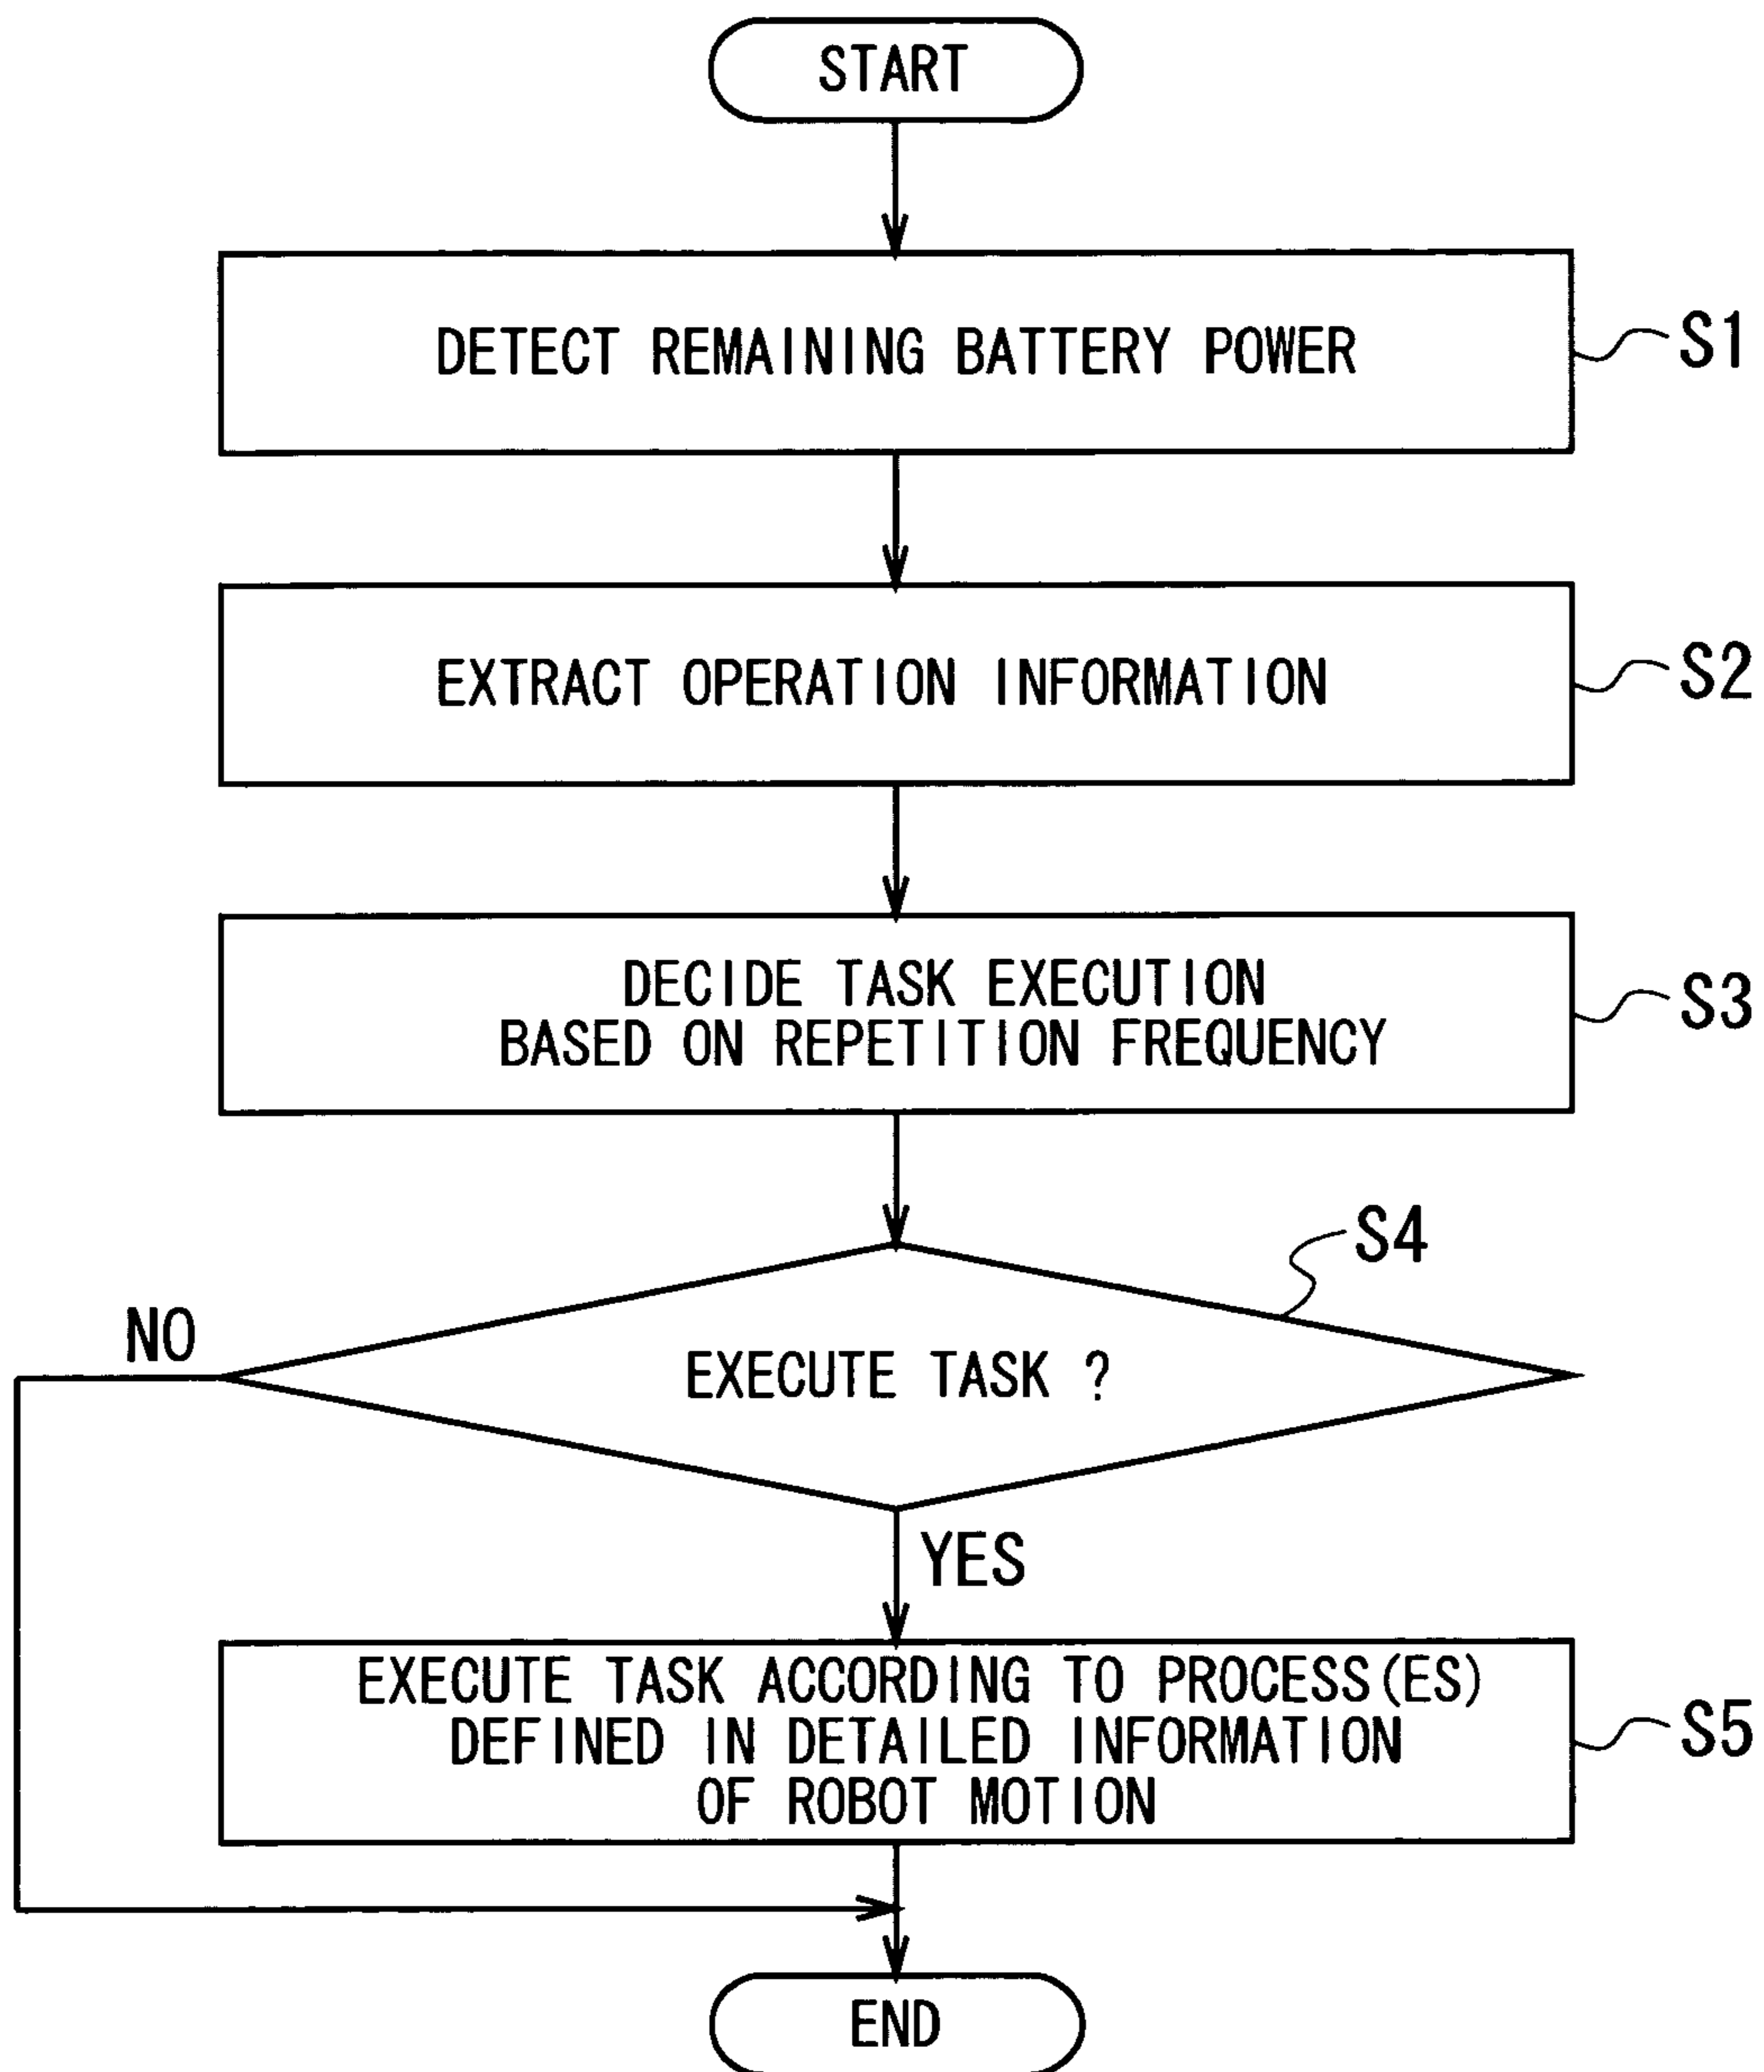 START
DETECT REMAINING BATTERY POWER
S1
EXTRACT OPERATION INFORMATION
S2
DECIDE TASK EXECUTION
BASED ON REPETITION FREQUENCY
S3
S4
NO
EXECUTE TASK ?
YES
EXECUTE TASK ACCORDING TO PROCESS(ES)
DEFINED IN DETAILED INFORMATION
OF ROBOT MOTION
S5
END